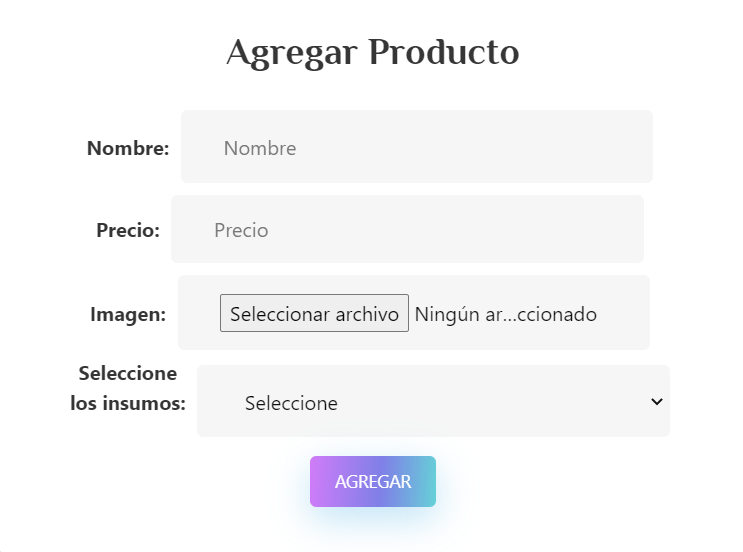 Agregar Producto
Nombre: Nombre
Precio: Precio
Imagen: Seleccionar archivo Ningún ar...ccionado
Seleccione
los insumos: Seleccione
AGREGAR